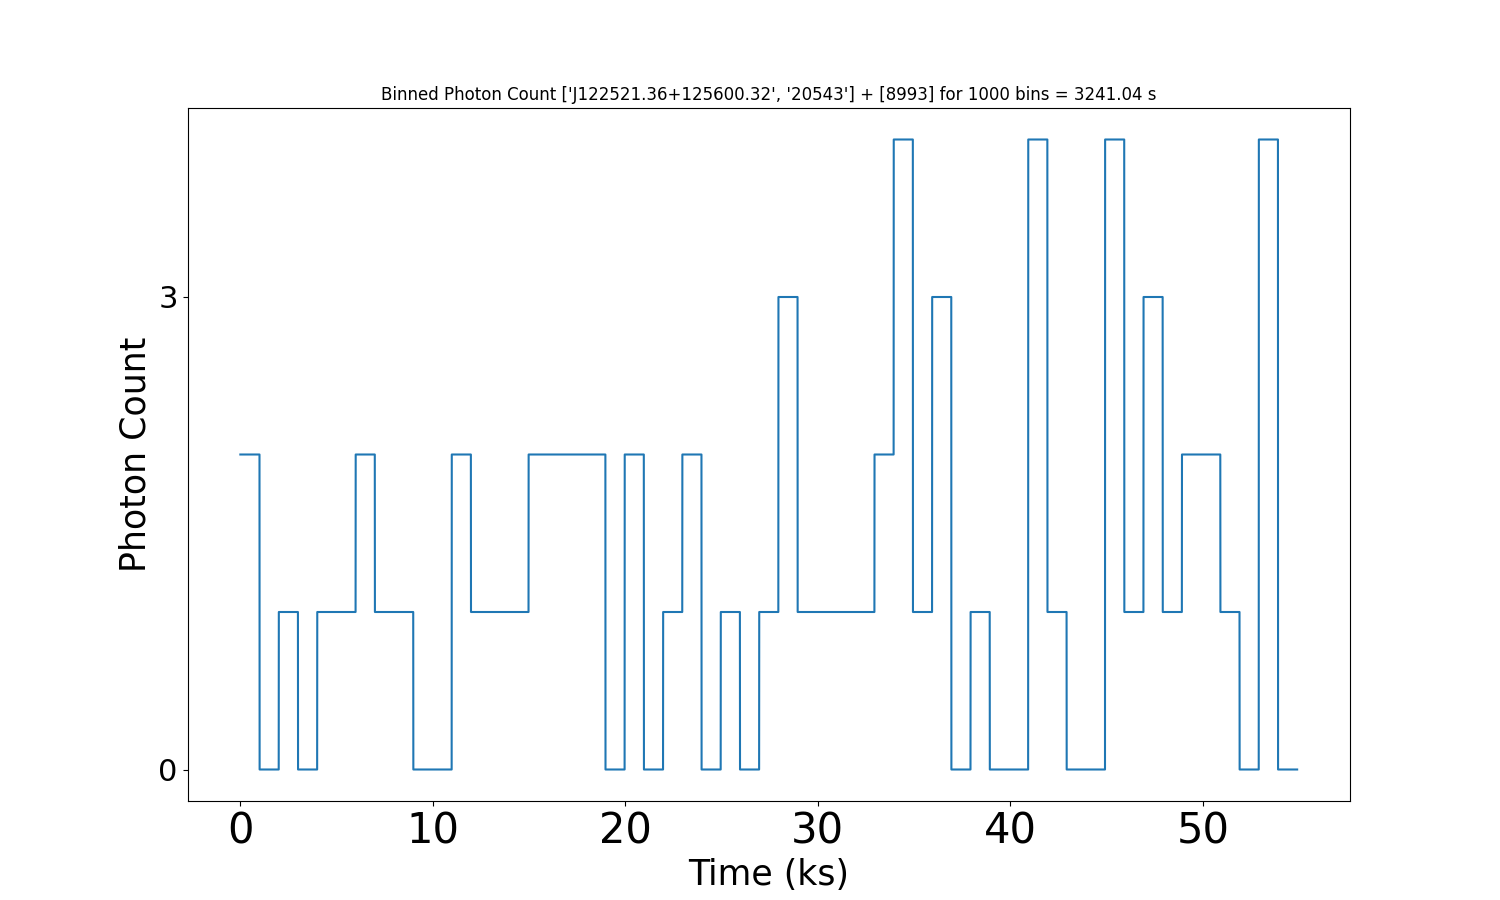 Binned Photon Count ['J122521.36+125600.32', '20543'] + [8993] for 1000 bins = 3241.04 s
3
Photon Count
0
0 10 20 30 40 50
Time (ks)